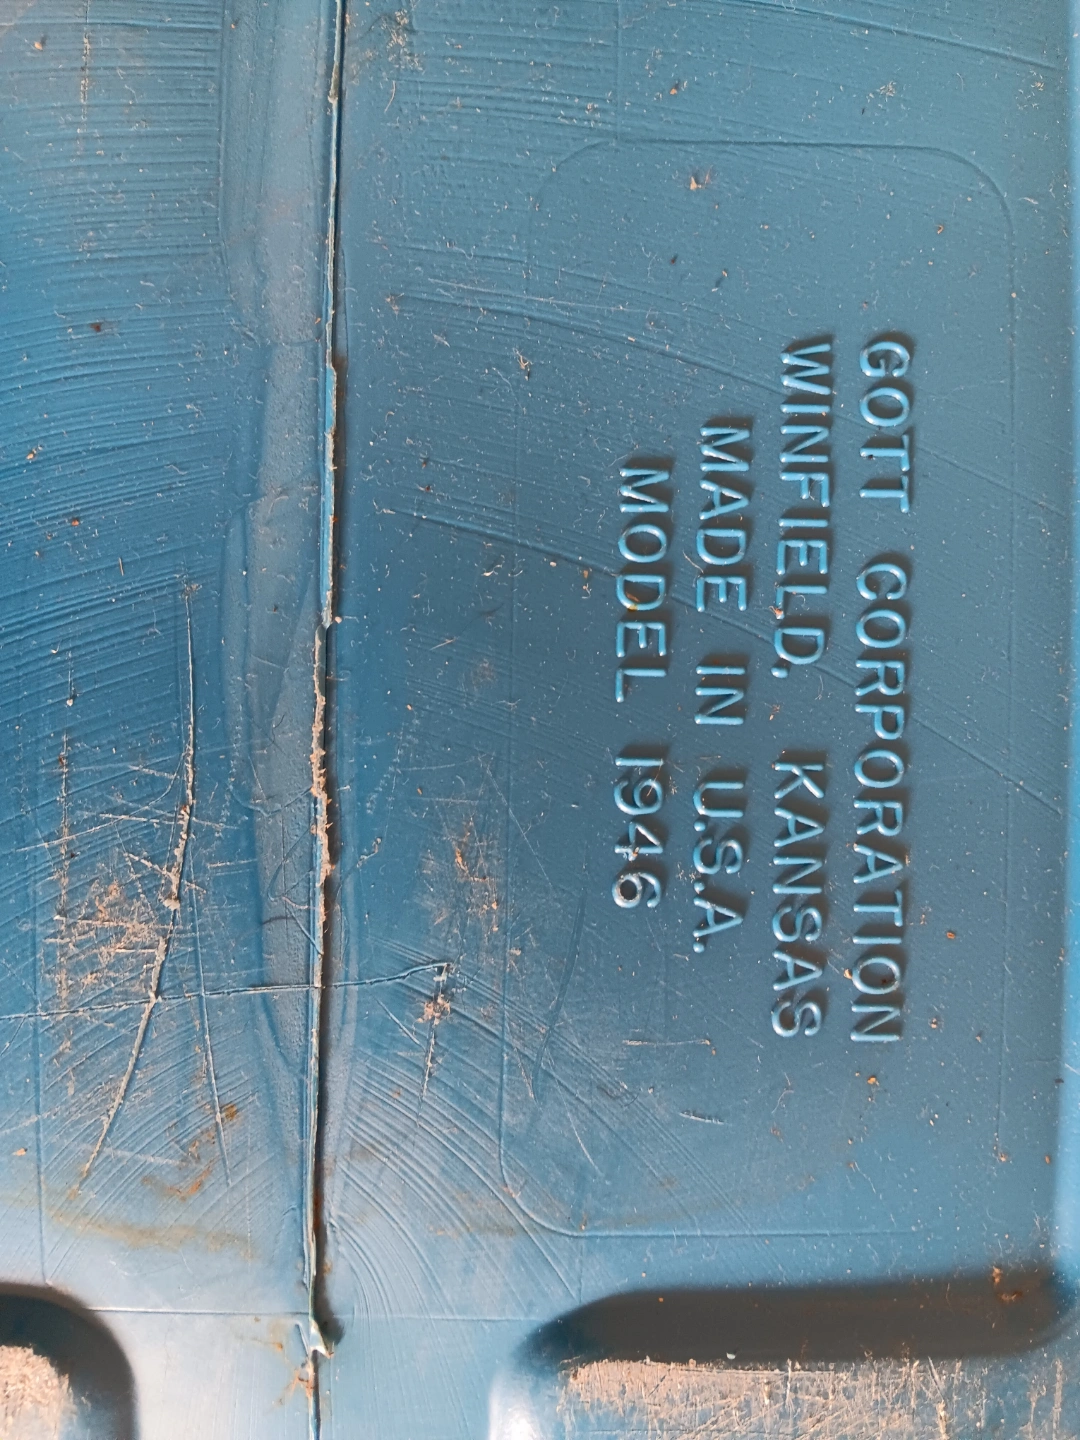 GOTT CORPORATION
WINFIELD, KANSAS
MADE IN U.S.A.
MODEL 1946